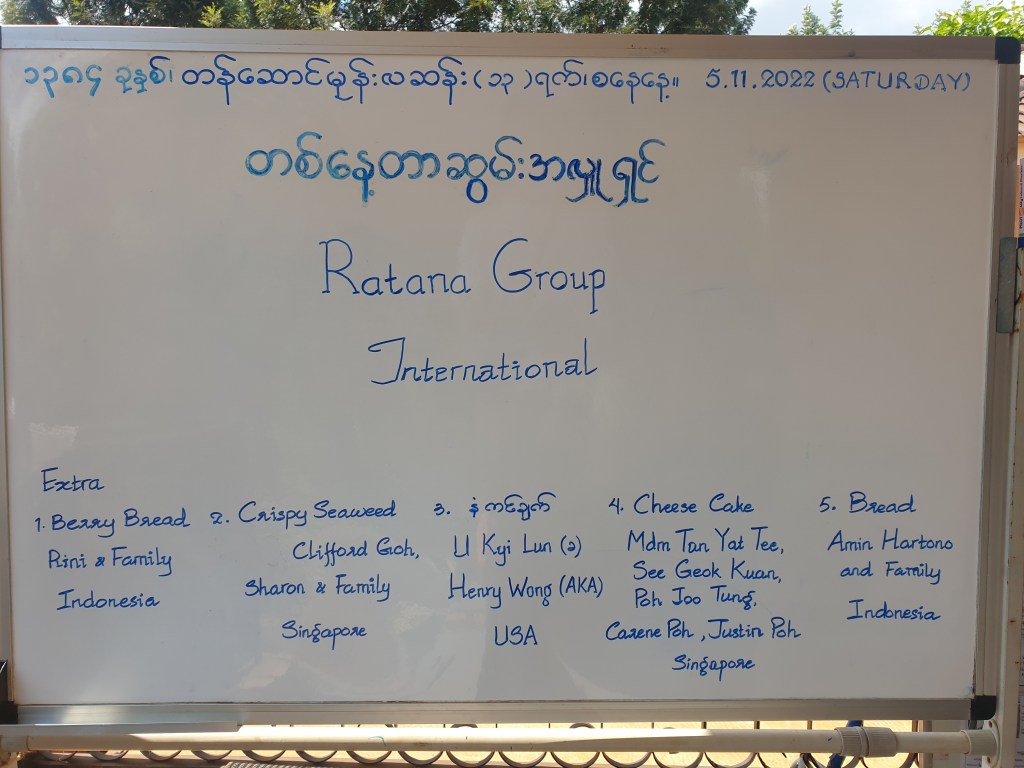 ၁၃၈၄ ခုနှစ်၊ တန်ဆောင်မုန်းလဆန်း (၁၃) ရက်၊ စနေနေ့။ 5.11.2022 (SATURDAY)
တစ်နေ့တာဆွမ်းအလှူရှင်
Ratana Group
International
Extra
1. Berry Bread
Rini & Family
Indonesia
2. Crispy Seaweed
Clifford Goh,
Sharon & Family
Singapore
3. နံကင်ချက်
U Kyi Lun (ခ)
Henry Wong (AKA)
USA
4. Cheese Cake
Mdm Tan Yat Tee,
See Geok Kuan,
Poh Joo Tung,
Carene Poh, Justin Poh
Singapore
5. Bread
Amin Hartono
and Family
Indonesia